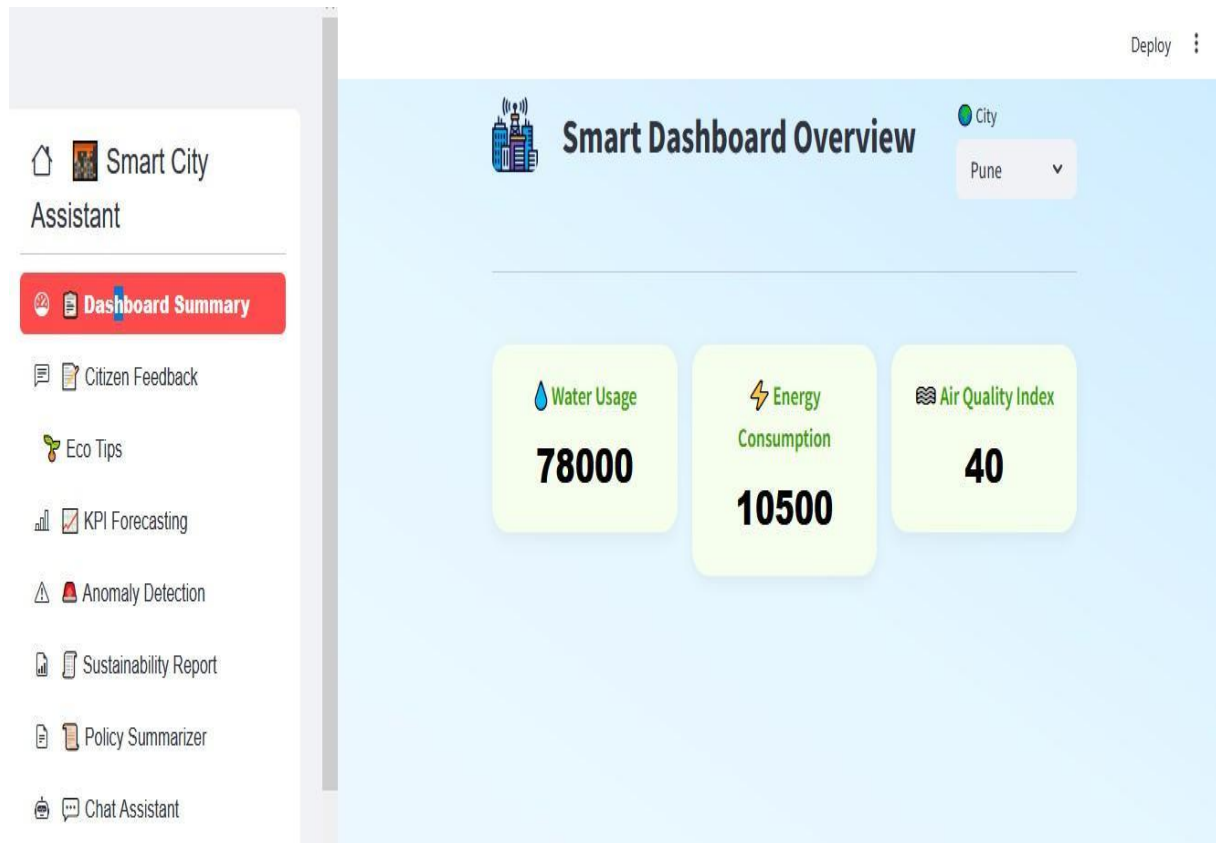 Deploy
Smart City
Assistant
Dashboard Summary
Citizen Feedback
Eco Tips
KPI Forecasting
Anomaly Detection
Sustainability Report
Policy Summarizer
Chat Assistant
Smart Dashboard Overview
City
Pune
Water Usage
78000
Energy
Consumption
10500
Air Quality Index
40